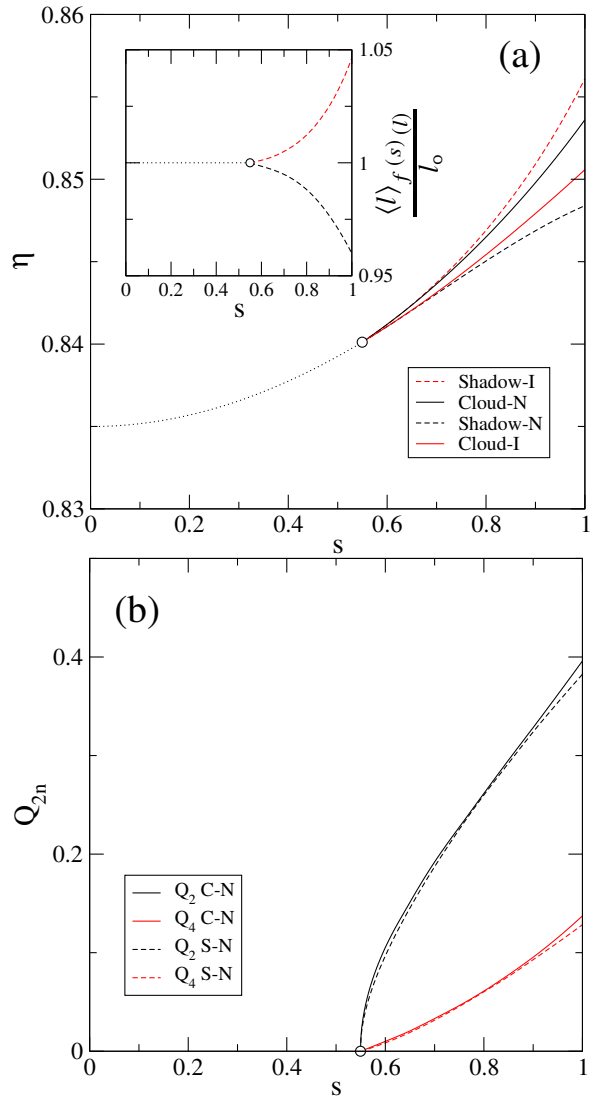 0.86
(a)
1.05
1
0.95
⟨l⟩ f (s) (l)
l o
0 0.2 0.4 0.6 0.8 1
s
0.85
η
0.84
Shadow-I
Cloud-N
Shadow-N
Cloud-I
0.83
0 0.2 0.4 0.6 0.8 1
s
(b)
0.4
Q2n
0.2
Q2 C-N
Q4 C-N
Q2 S-N
Q4 S-N
0
0 0.2 0.4 0.6 0.8 1
s